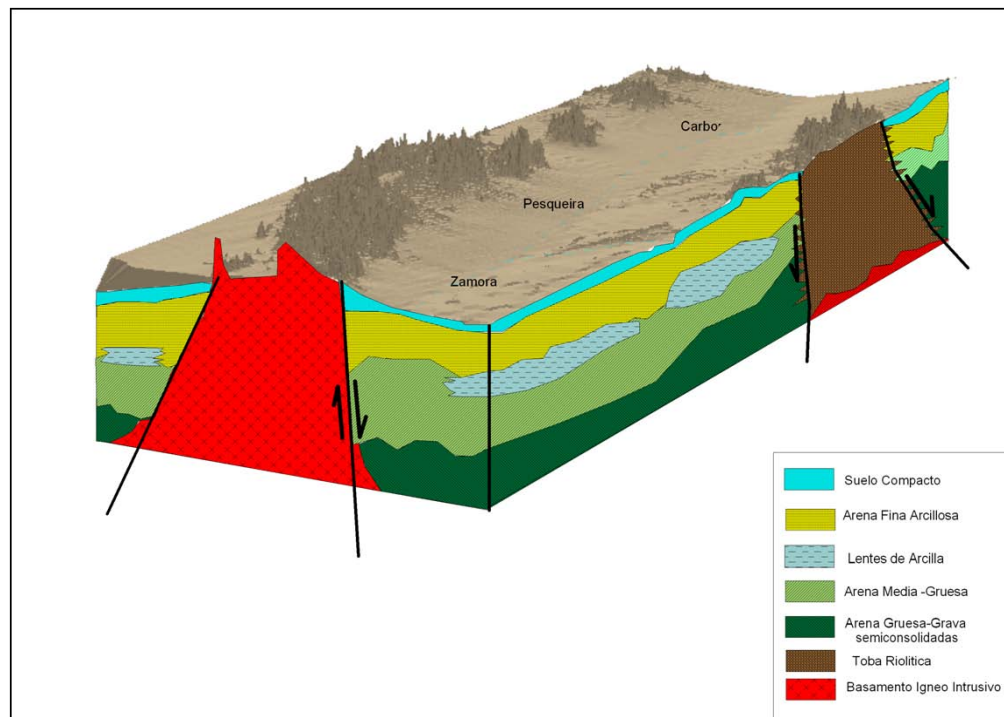 Carbo
Pesqueira
Zamora
Suelo Compacto
Arena Fina Arcillosa
Lentes de Arcilla
Arena Media -Gruesa
Arena Gruesa-Grava
semiconsolidadas
Toba Riolitica
Basamento Igneo Intrusivo